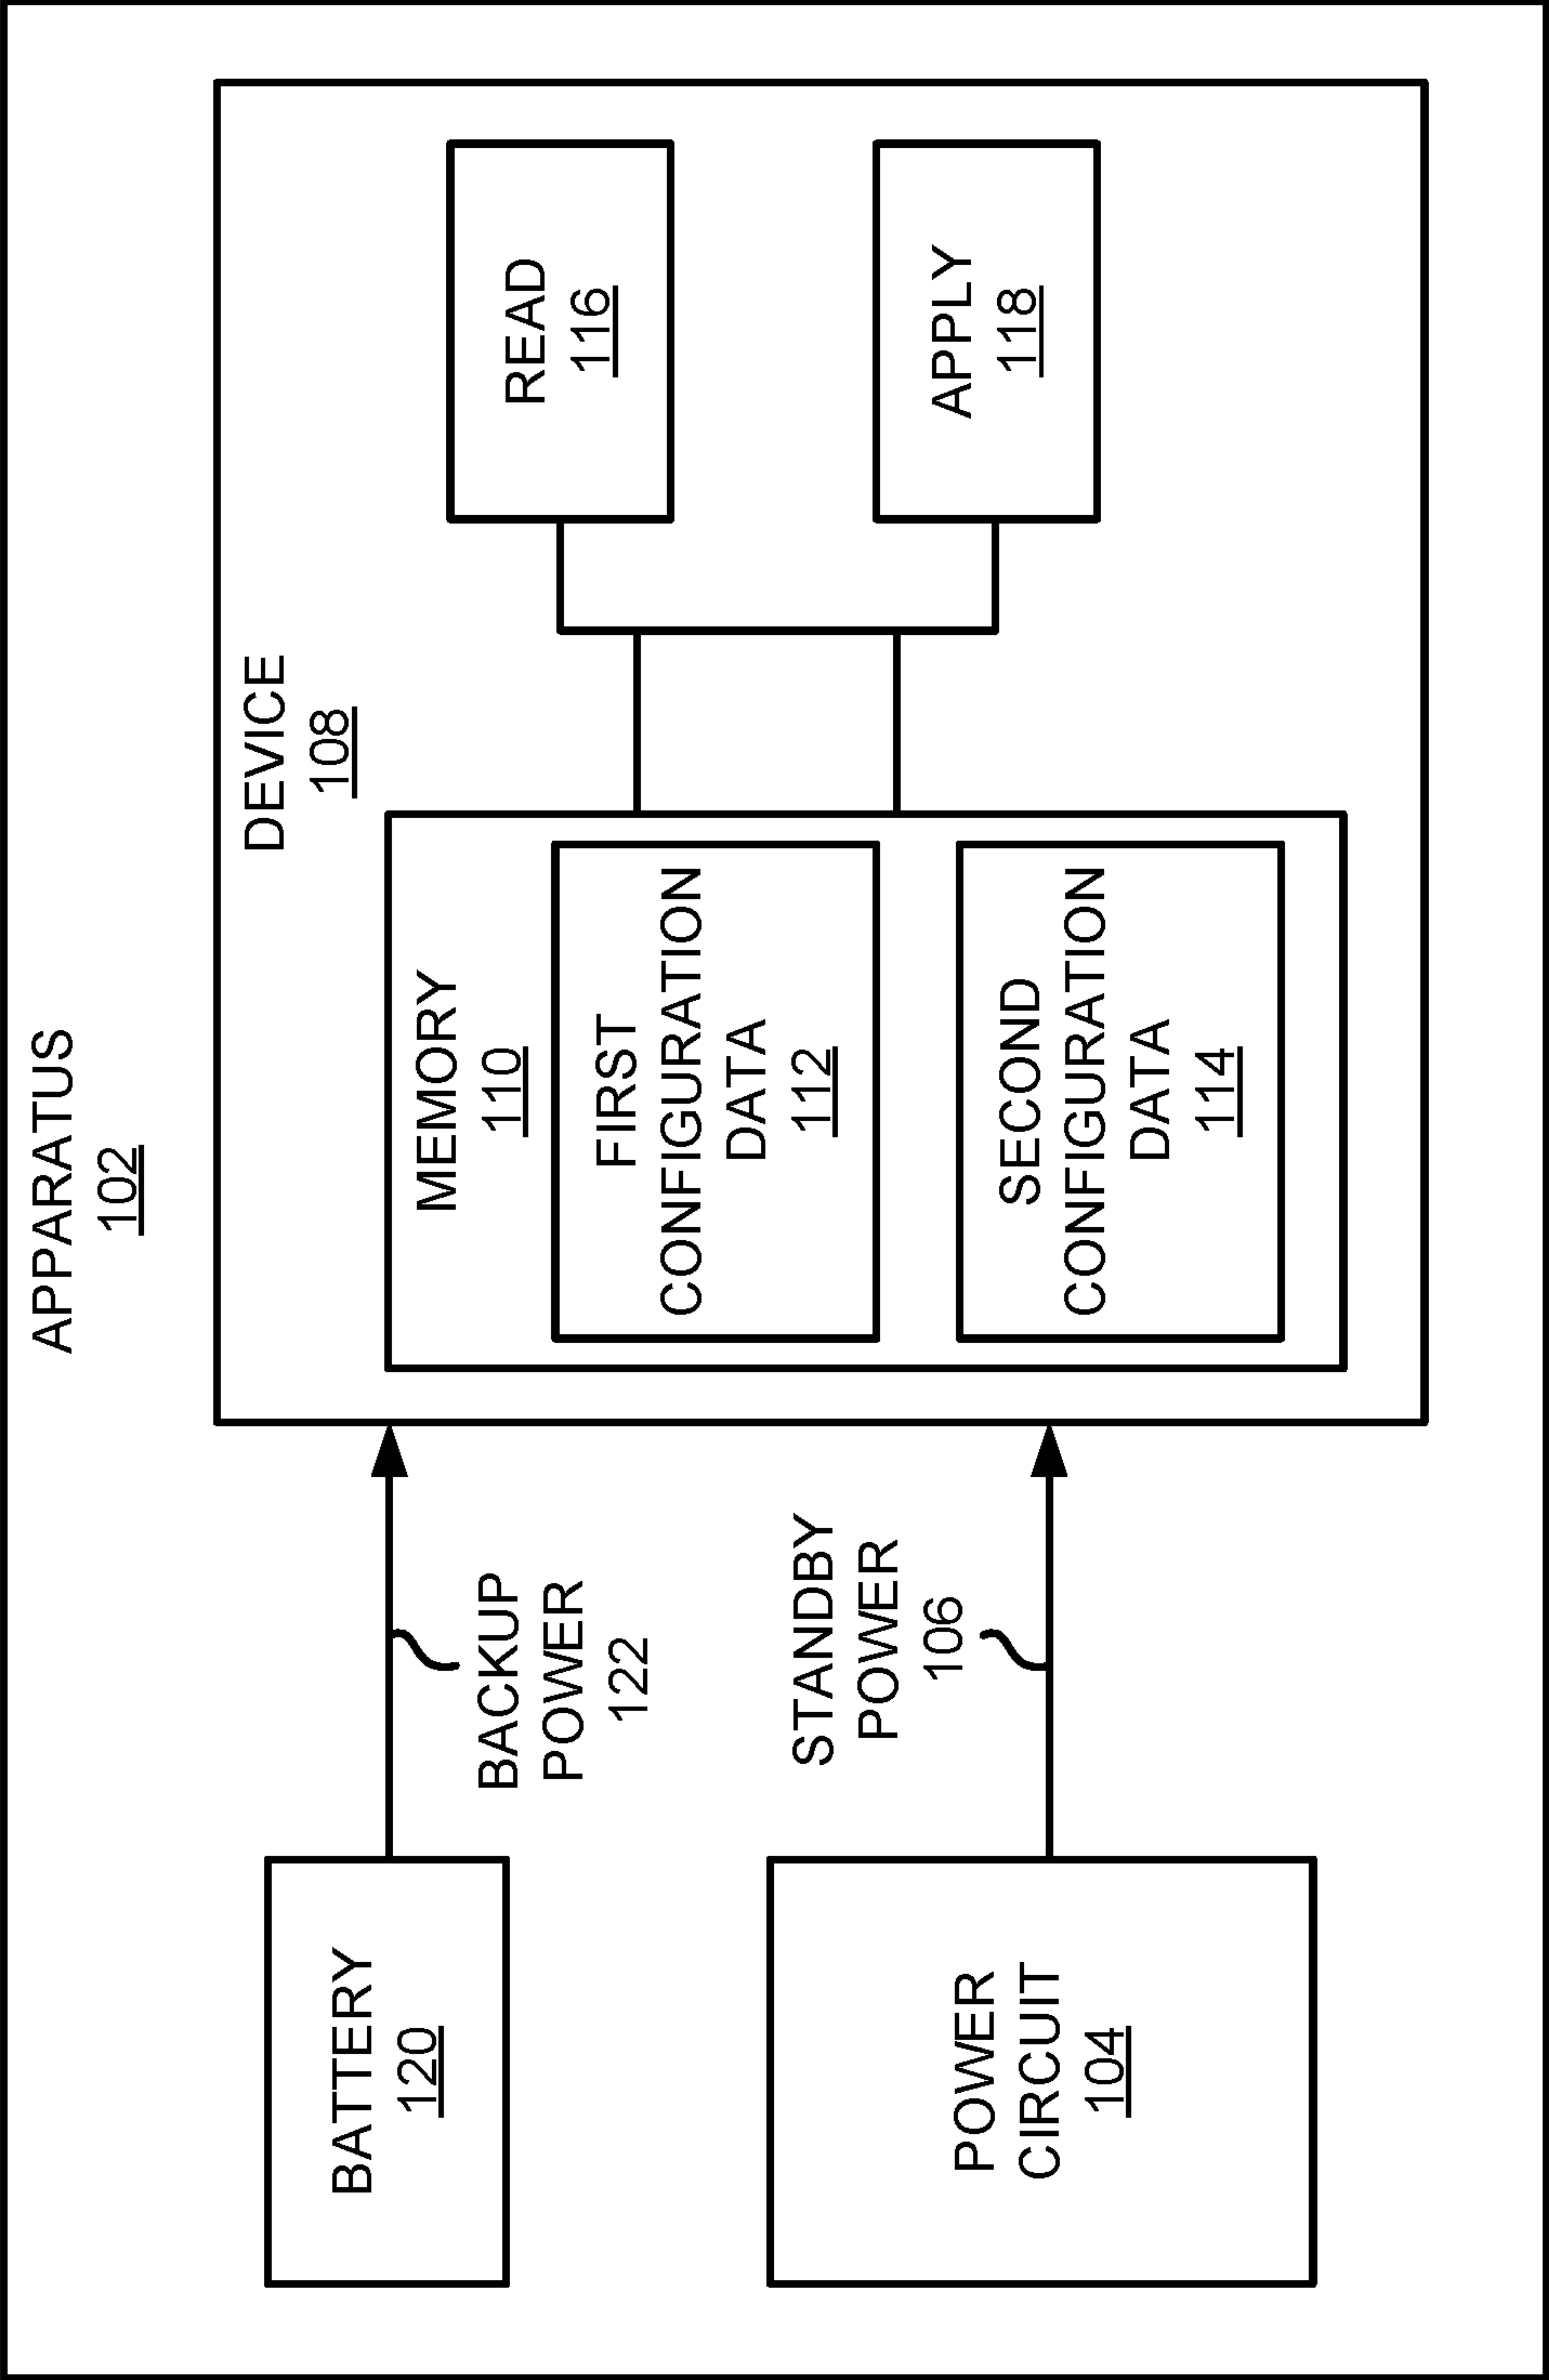 APPARATUS
102
BATTERY
120
BACKUP
POWER
122
POWER
CIRCUIT
104
STANDBY
POWER
106
DEVICE
108
MEMORY
110
FIRST
CONFIGURATION
DATA
112
SECOND
CONFIGURATION
DATA
114
READ
116
APPLY
118